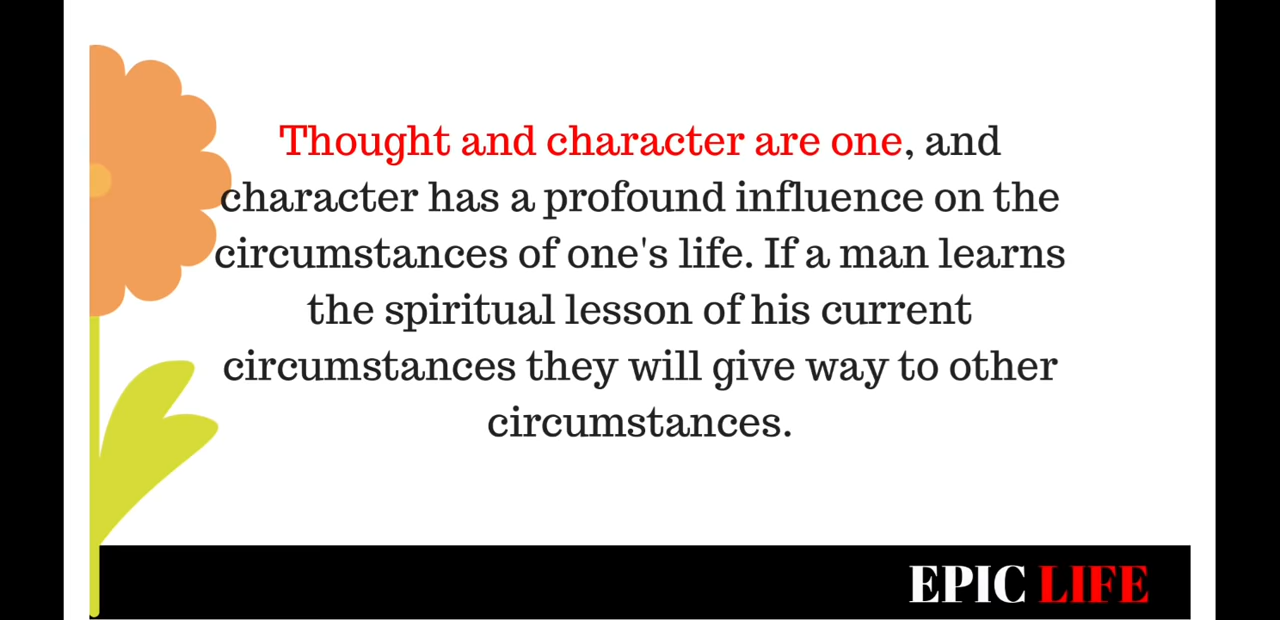 Thought and character are one, and
character has a profound influence on the
circumstances of one's life. If a man learns
the spiritual lesson of his current
circumstances they will give way to other
circumstances.
EPIC LIFE